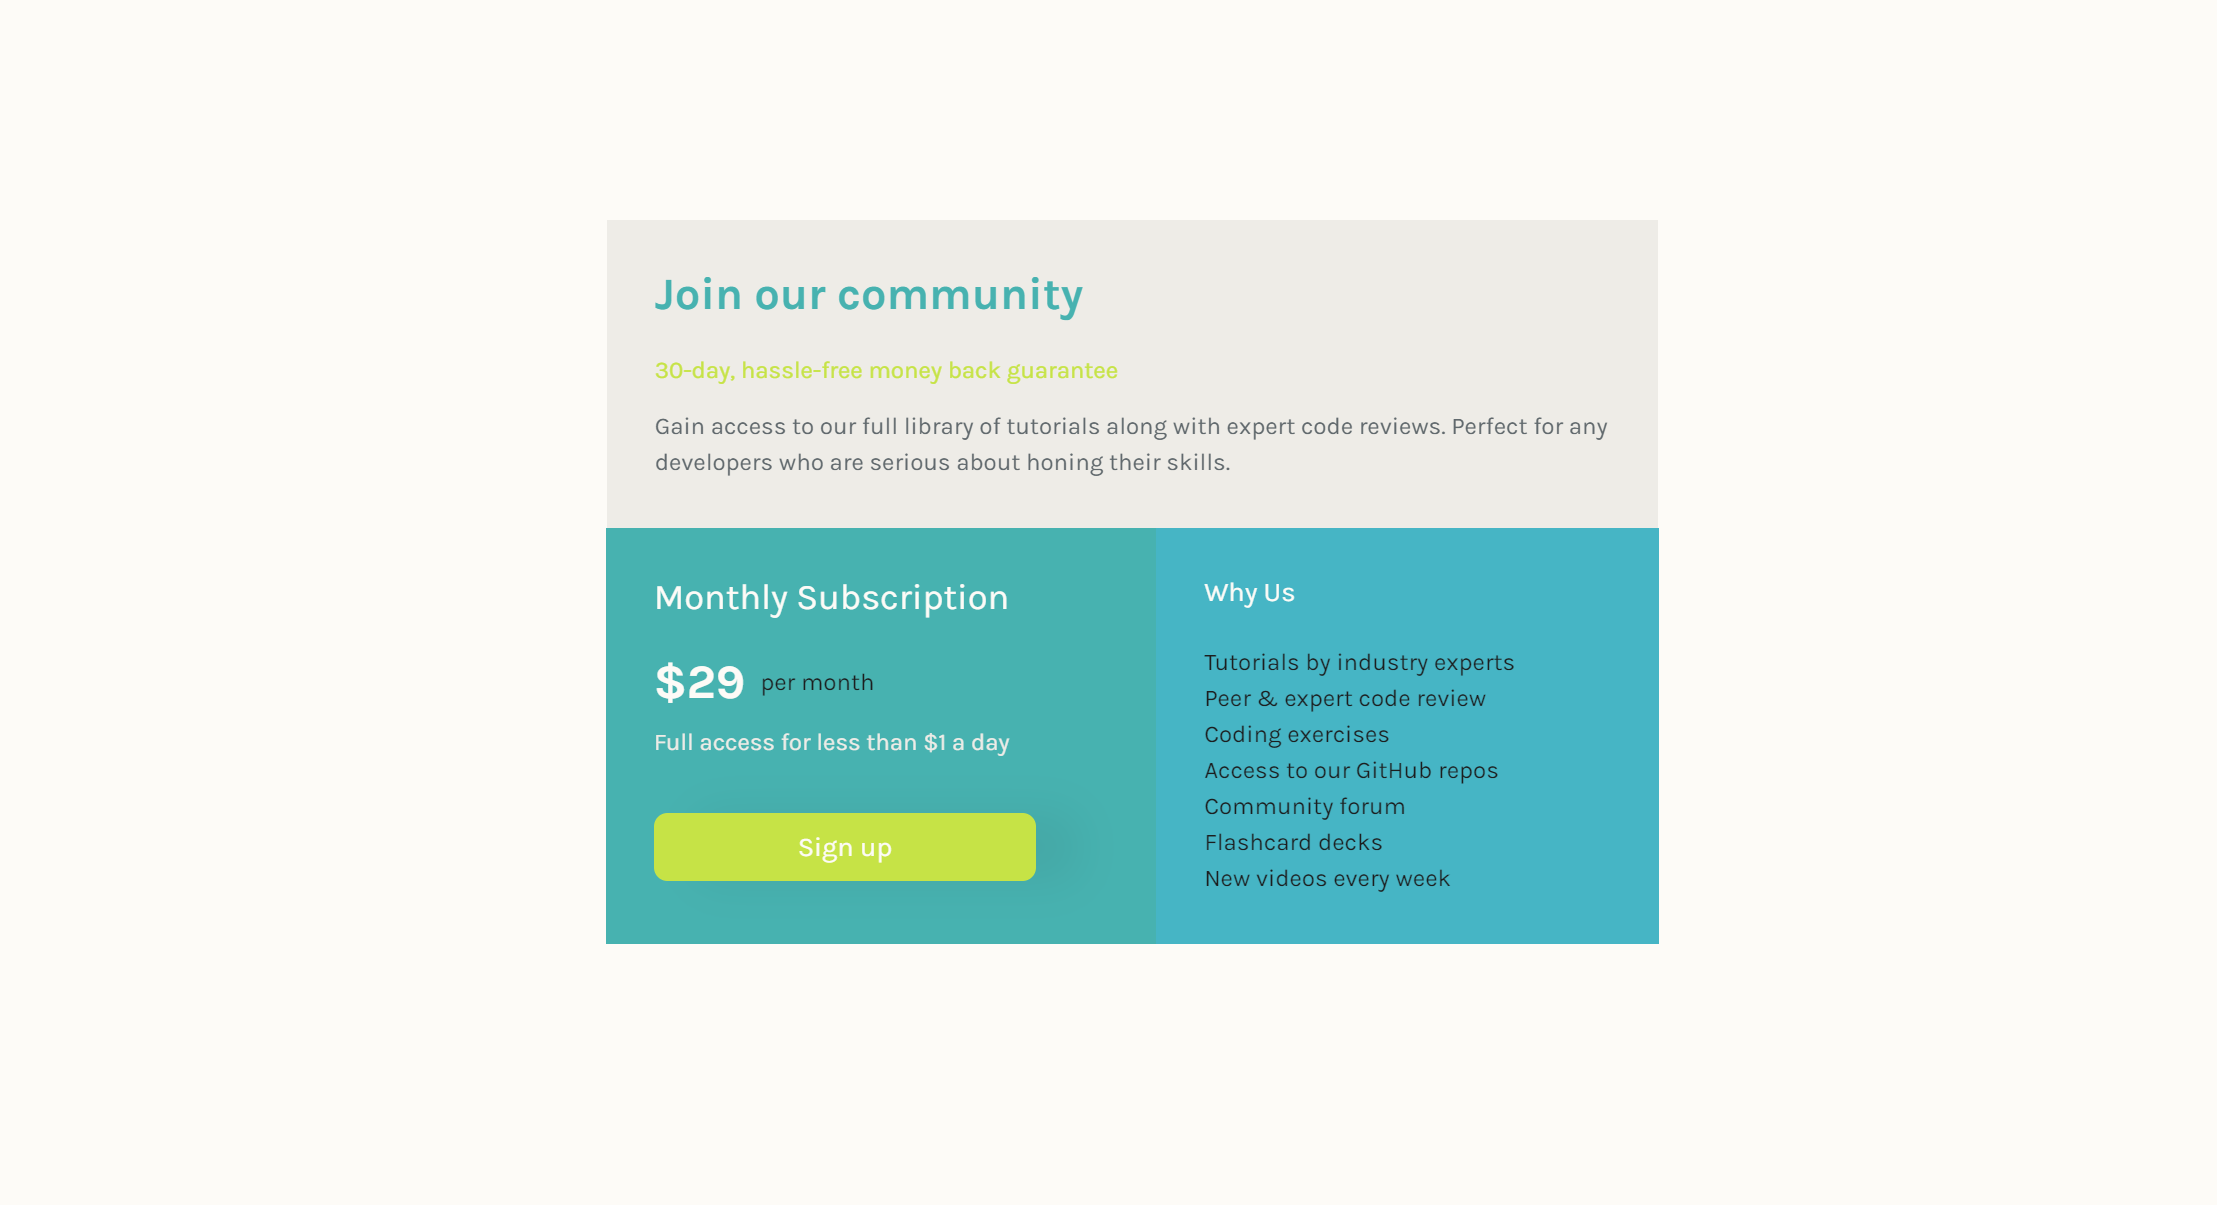 Join our community
30-day, hassle-free money back guarantee
Gain access to our full library of tutorials along with expert code reviews. Perfect for any
developers who are serious about honing their skills.
Monthly Subscription
$29 per month
Full access for less than $1 a day
Sign up
Why Us
Tutorials by industry experts
Peer & expert code review
Coding exercises
Access to our GitHub repos
Community forum
Flashcard decks
New videos every week